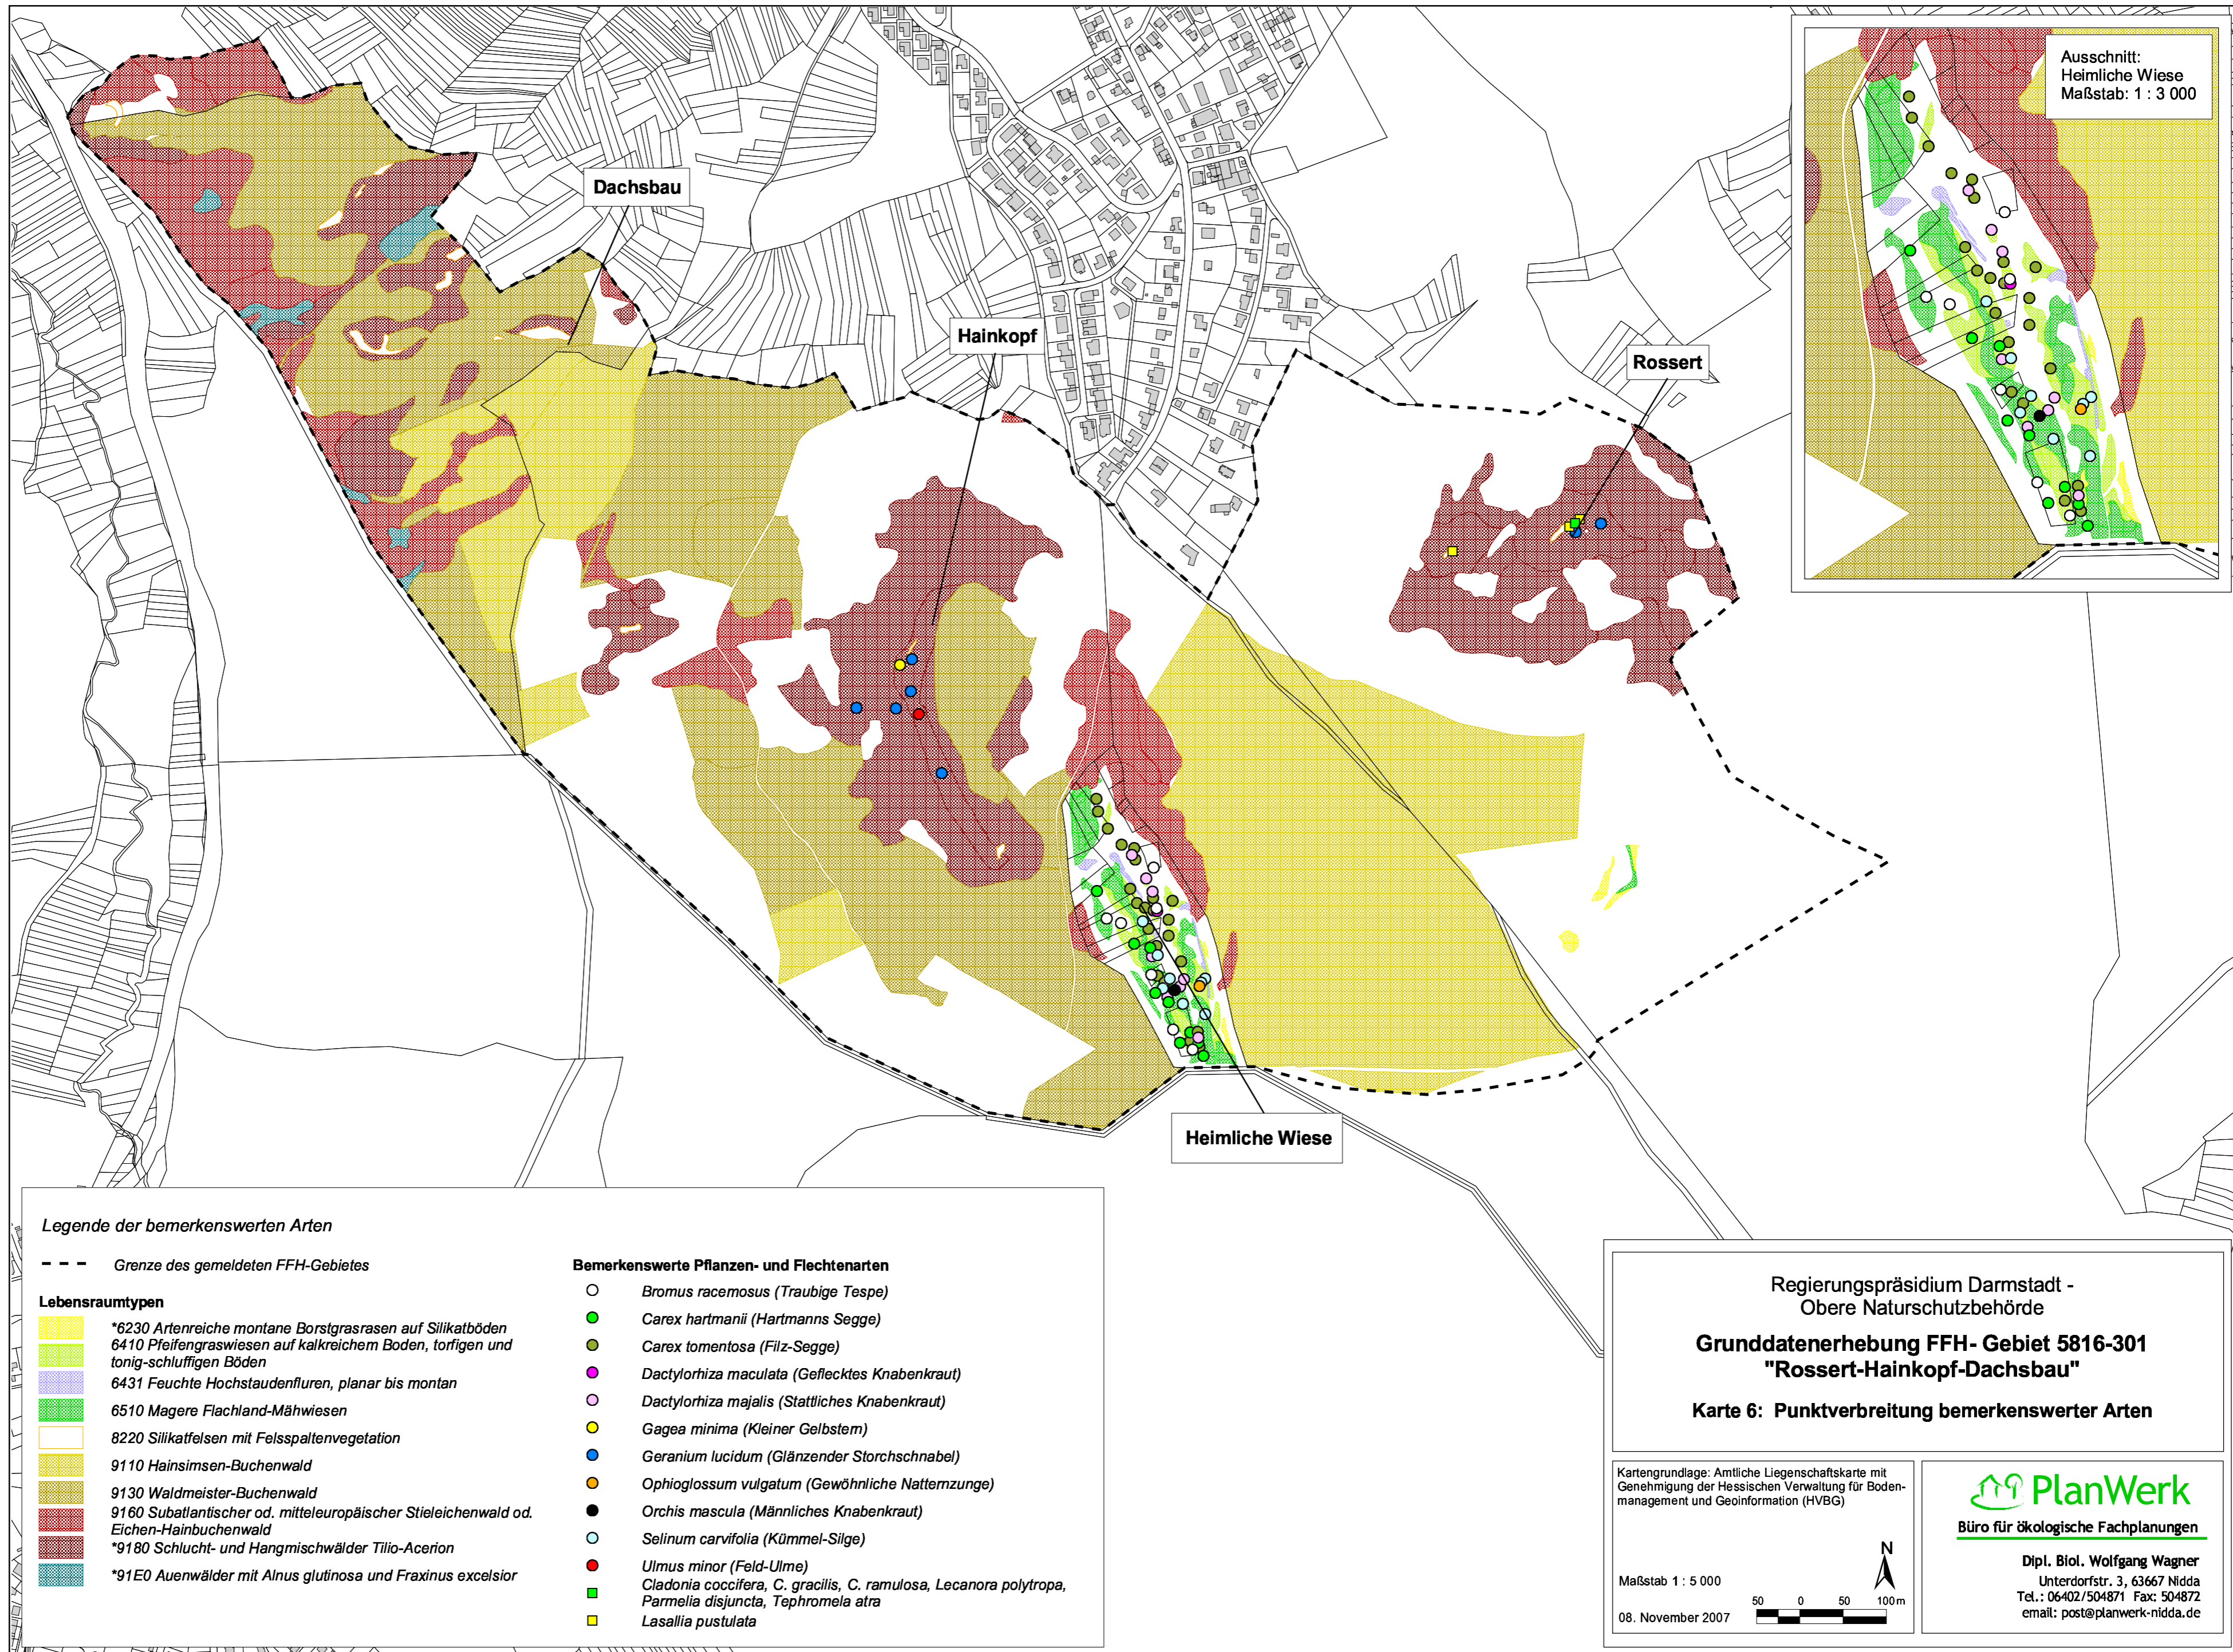 Ausschnitt:
Heimliche Wiese
Maßstab: 1 : 3 000
Dachsbau
Hainkopf
Rossert
Heimliche Wiese
Legende der bemerkenswerten Arten
Grenze des gemeldeten FFH-Gebietes
Lebensraumtypen
*6230 Artenreiche montane Borstgrasrasen auf Silikatböden
6410 Pfeifengraswiesen auf kalkreichem Boden, torfigen und
tonig-schluffigen Böden
6431 Feuchte Hochstaudenfluren, planar bis montan
6510 Magere Flachland-Mähwiesen
8220 Silikatfelsen mit Felsspaltenvegetation
9110 Hainsimsen-Buchenwald
9130 Waldmeister-Buchenwald
9160 Subatlantischer od. mitteleuropäischer Stieleichenwald od.
Eichen-Hainbuchenwald
*9180 Schlucht- und Hangmischwälder Tilio-Acerion
*91E0 Auenwälder mit Alnus glutinosa und Fraxinus excelsior
Bemerkenswerte Pflanzen- und Flechtenarten
Bromus racemosus (Traubige Tespe)
Carex hartmanii (Hartmanns Segge)
Carex tomentosa (Filz-Segge)
Dactylorhiza maculata (Geflecktes Knabenkraut)
Dactylorhiza majalis (Stattliches Knabenkraut)
Gagea minima (Kleiner Gelbstern)
Geranium lucidum (Glänzender Storchschnabel)
Ophioglossum vulgatum (Gewöhnliche Natternzunge)
Orchis mascula (Männliches Knabenkraut)
Selinum carvifolia (Kümmel-Silge)
Ulmus minor (Feld-Ulme)
Cladonia coccifera, C. gracilis, C. ramulosa, Lecanora polytropa,
Parmelia disjuncta, Tephromela atra
Lasallia pustulata
Regierungspräsidium Darmstadt -
Obere Naturschutzbehörde
Grunddatenerhebung FFH- Gebiet 5816-301
"Rossert-Hainkopf-Dachsbau"
Karte 6: Punktverbreitung bemerkenswerter Arten
Kartengrundlage: Amtliche Liegenschaftskarte mit
Genehmigung der Hessischen Verwaltung für Boden-
management und Geoinformation (HVBG)
N
Maßstab 1 : 5 000
50 0 50 100 m
08. November 2007
PlanWerk
Büro für ökologische Fachplanungen
Dipl. Biol. Wolfgang Wagner
Unterdorfstr. 3, 63667 Nidda
Tel.: 06402/504871 Fax: 504872
email: post@planwerk-nidda.de